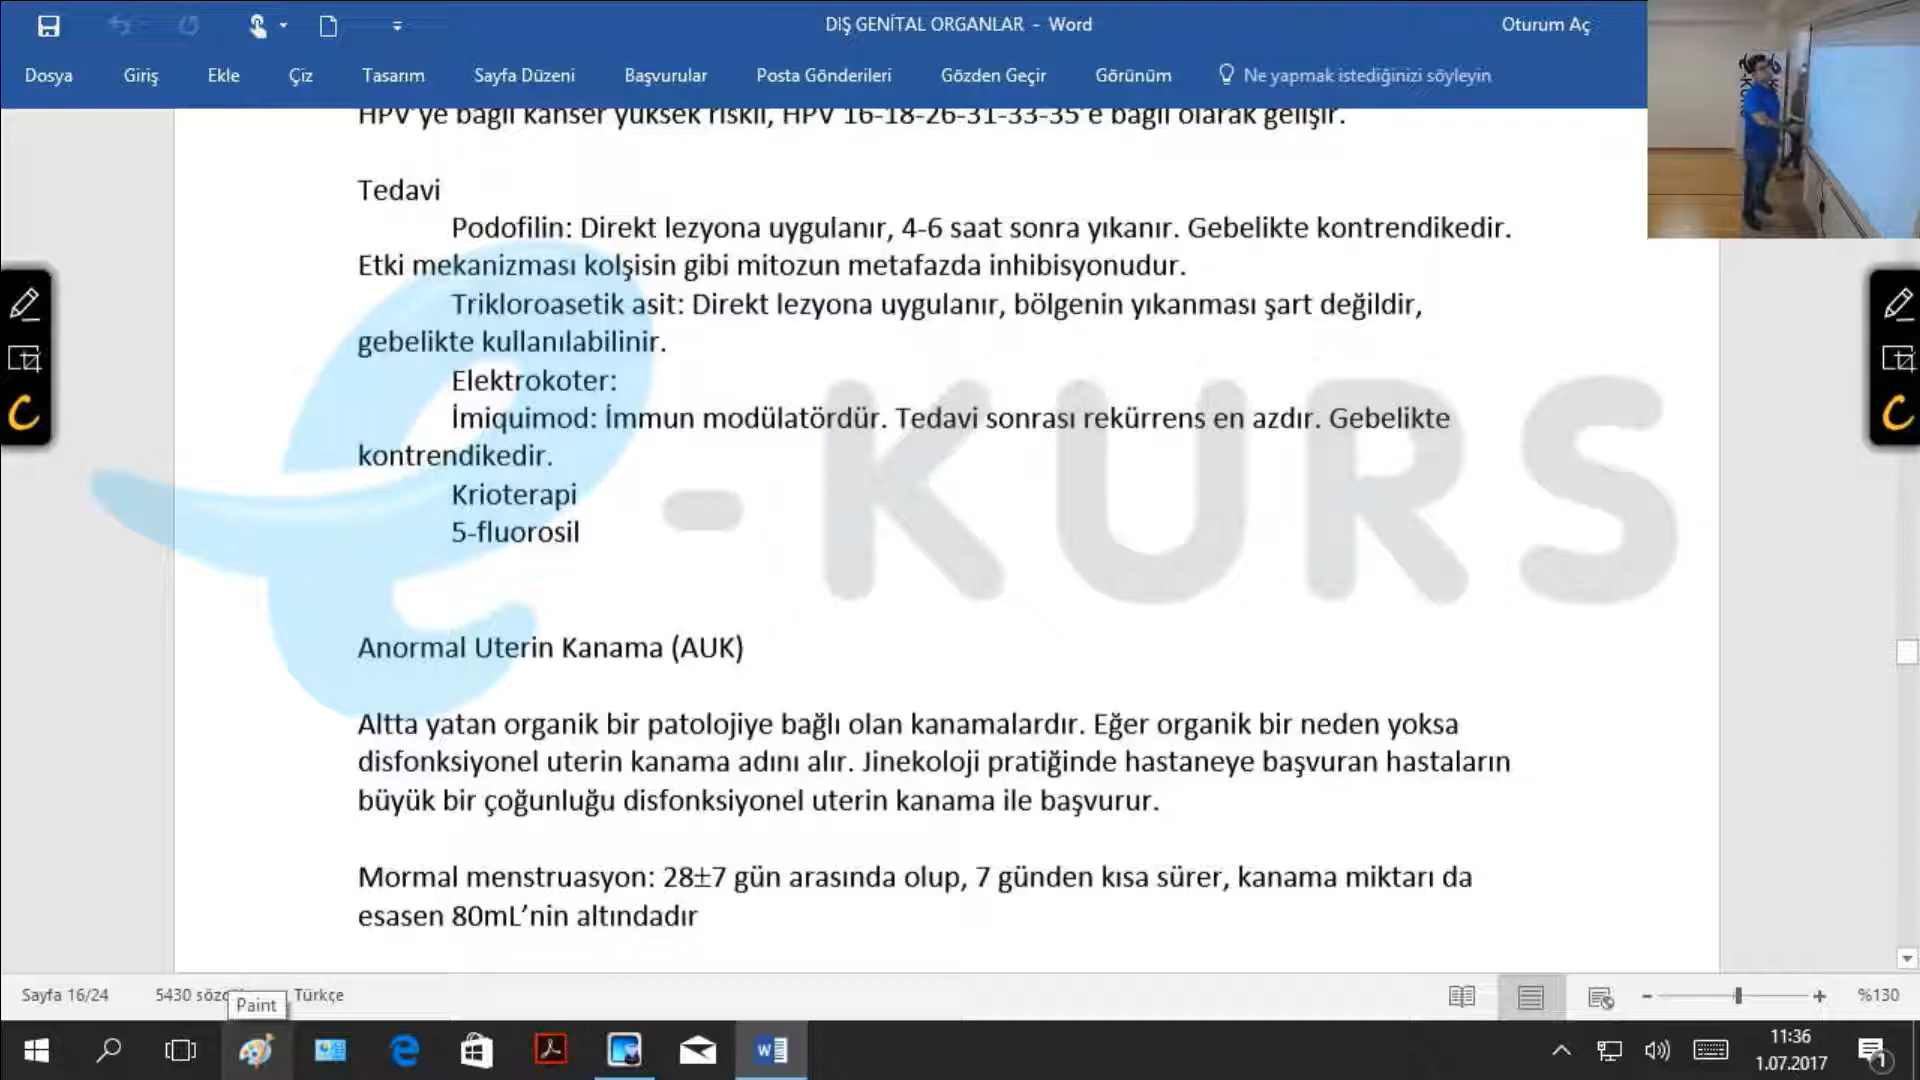 DIŞ GENİTAL ORGANLAR - Word
Oturum Aç
Dosya
Giriş
Ekle
Çiz
Tasarım
Sayfa Düzeni
Başvurular
Posta Gönderileri
Gözden Geçir
Görünüm
Ne yapmak istediğinizi söyleyin
HPV'ye bağlı kanser yüksek riskli, HPV 16-18-26-31-33-35'e bağlı olarak gelişir.
Tedavi
Podofilin: Direkt lezyona uygulanır, 4-6 saat sonra yıkanır. Gebelikte kontrendikedir.
Etki mekanizması kolşisin gibi mitozun metafazda inhibisyonudur.
Trikloroasetik asit: Direkt lezyona uygulanır, bölgenin yıkanması şart değildir,
gebelikte kullanılabilinir.
Elektrokoter:
İmiquimod: İmmun modülatördür. Tedavi sonrası rekürrens en azdır. Gebelikte
kontrendikedir.
Krioterapi
5-fluorosil
e-KURS
Anormal Uterin Kanama (AUK)
Altta yatan organik bir patolojiye bağlı olan kanamalardır. Eğer organik bir neden yoksa
disfonksiyonel uterin kanama adını alır. Jinekoloji pratiğinde hastaneye başvuran hastaların
büyük bir çoğunluğu disfonksiyonel uterin kanama ile başvurur.
Mormal menstruasyon: 28±7 gün arasında olup, 7 günden kısa sürer, kanama miktarı da
esasen 80mL'nin altındadır
Sayfa 16/24
5430
Türkçe
Paint
%130
11:36
1.07.2017
1